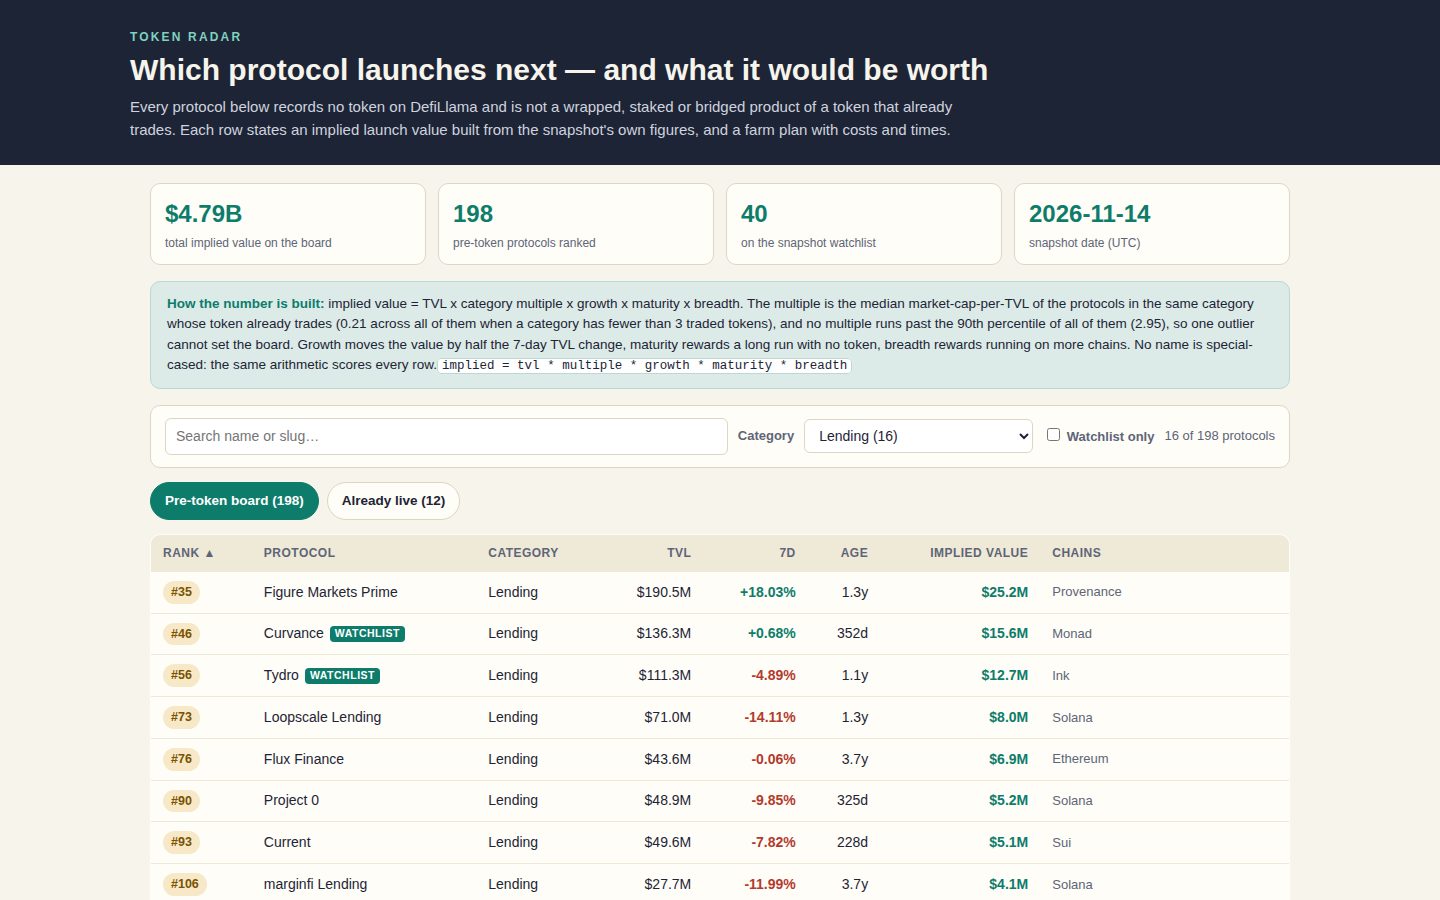 TOKEN RADAR
Which protocol launches next — and what it would be worth
Every protocol below records no token on DefiLlama and is not a wrapped, staked or bridged product of a token that already
trades. Each row states an implied launch value built from the snapshot's own figures, and a farm plan with costs and times.
$4.79B 198 40 2026-11-14
total implied value on the board pre-token protocols ranked on the snapshot watchlist snapshot date (UTC)
How the number is built: implied value = TVL x category multiple x growth x maturity x breadth. The multiple is the median market-cap-per-TVL of the protocols in the same category
whose token already trades (0.21 across all of them when a category has fewer than 3 traded tokens), and no multiple runs past the 90th percentile of all of them (2.95), so one outlier
cannot set the board. Growth moves the value by half the 7-day TVL change, maturity rewards a long run with no token, breadth rewards running on more chains. No name is special-
cased: the same arithmetic scores every row. implied = tvl * multiple * growth * maturity * breadth
Search name or slug… Category Lending (16) Watchlist only 16 of 198 protocols
Pre-token board (198) Already live (12)
RANK ▲ PROTOCOL CATEGORY TVL 7D AGE IMPLIED VALUE CHAINS
#35 Figure Markets Prime Lending $190.5M +18.03% 1.3y $25.2M Provenance
#46 Curvance WATCHLIST Lending $136.3M +0.68% 352d $15.6M Monad
#56 Tydro WATCHLIST Lending $111.3M -4.89% 1.1y $12.7M Ink
#73 Loopscale Lending Lending $71.0M -14.11% 1.3y $8.0M Solana
#76 Flux Finance Lending $43.6M -0.06% 3.7y $6.9M Ethereum
#90 Project 0 Lending $48.9M -9.85% 325d $5.2M Solana
#93 Current Lending $49.6M -7.82% 228d $5.1M Sui
#106 marginfi Lending Lending $27.7M -11.99% 3.7y $4.1M Solana